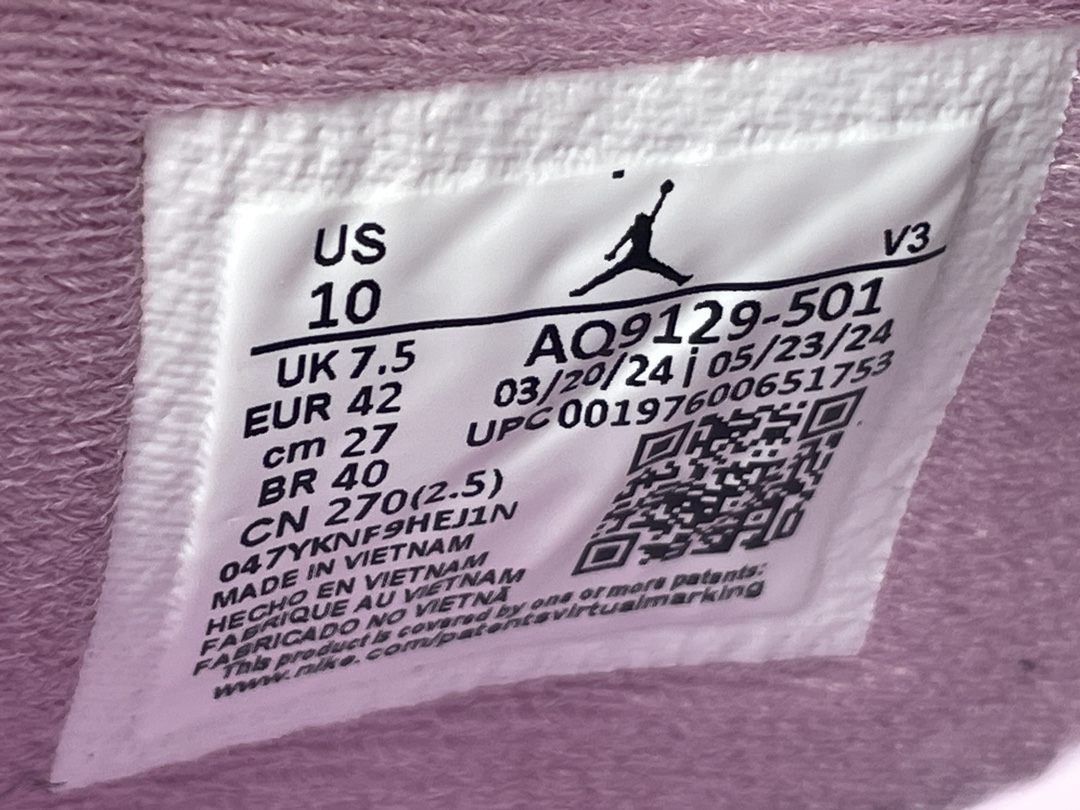 US
10
V3
UK 7.5
EUR 42
cm 27
BR 40
CN 270(2.5)
AQ9129-501
03/20/24 | 05/23/24
UPC 00197600651753
047YKNF9HEJ1N
MADE IN VIETNAM
HECHO EN VIETNAM
FABRIQUE AU VIETNAM
FABRICADO NO VIETNÃ
This product is covered by one or more patents:
www.nike.com/patentsvirtualmarking